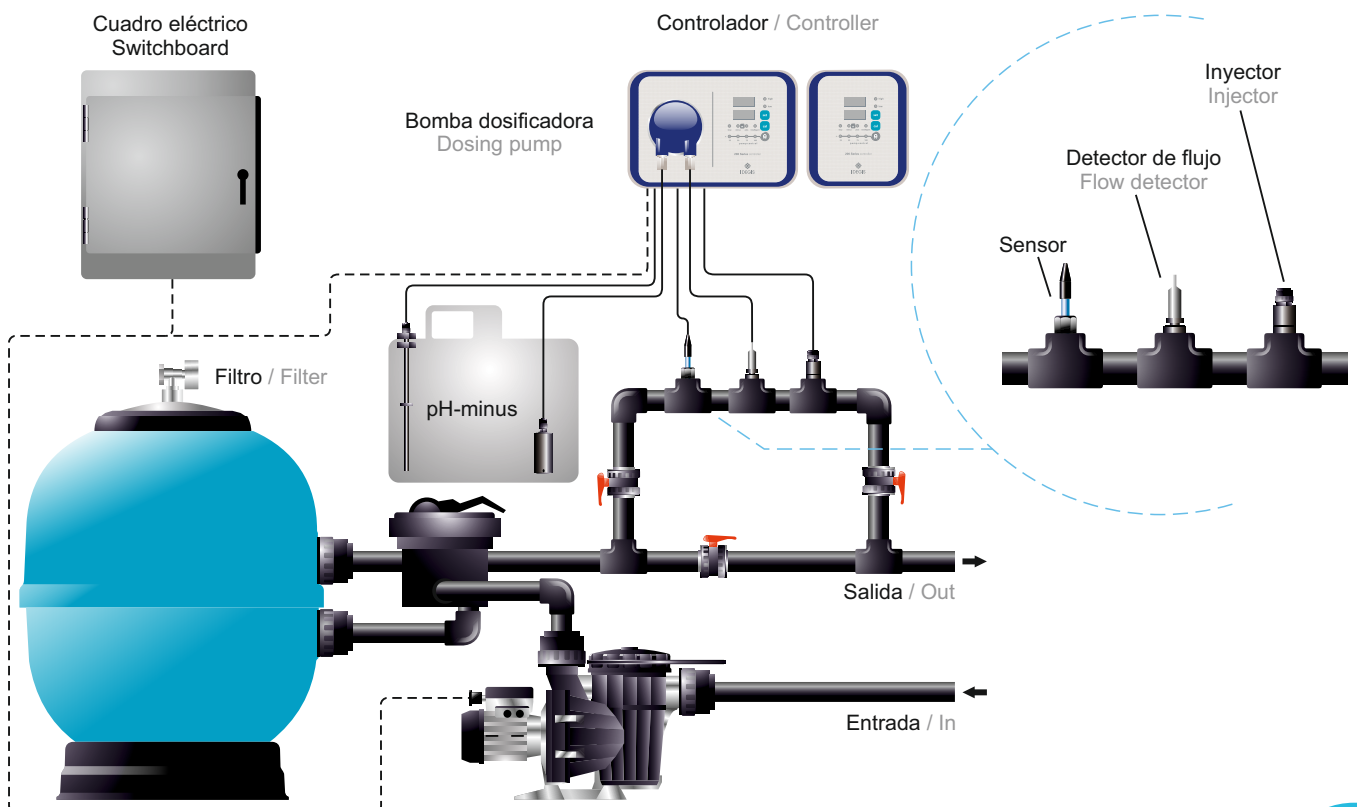 Cuadro eléctrico
Switchboard
Controlador / Controller
Bomba dosificadora
Dosing pump
Inyector
Injector
Detector de flujo
Flow detector
Sensor
Filtro / Filter
pH-minus
Salida / Out
Entrada / In